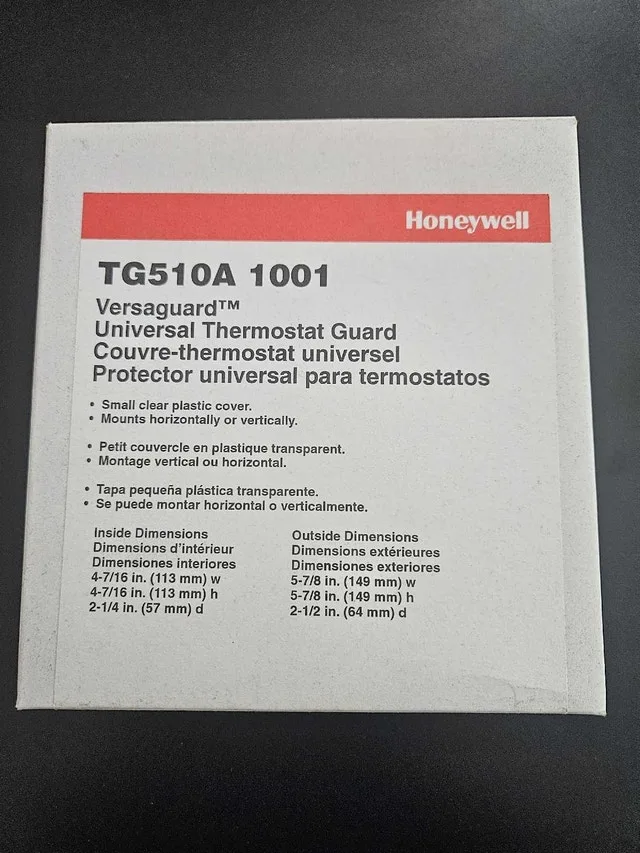 Honeywell
TG510A 1001
Versaguard™
Universal Thermostat Guard
Couvre-thermostat universel
Protector universal para termostatos
• Small clear plastic cover.
• Mounts horizontally or vertically.
• Petit couvercle en plastique transparent.
• Montage vertical ou horizontal.
• Tapa pequeña plástica transparente.
• Se puede montar horizontal o verticalmente.
Inside Dimensions
Dimensions d'intérieur
Dimensiones interiores
4-7/16 in. (113 mm) w
4-7/16 in. (113 mm) h
2-1/4 in. (57 mm) d
Outside Dimensions
Dimensions extérieures
Dimensiones exteriores
5-7/8 in. (149 mm) w
5-7/8 in. (149 mm) h
2-1/2 in. (64 mm) d